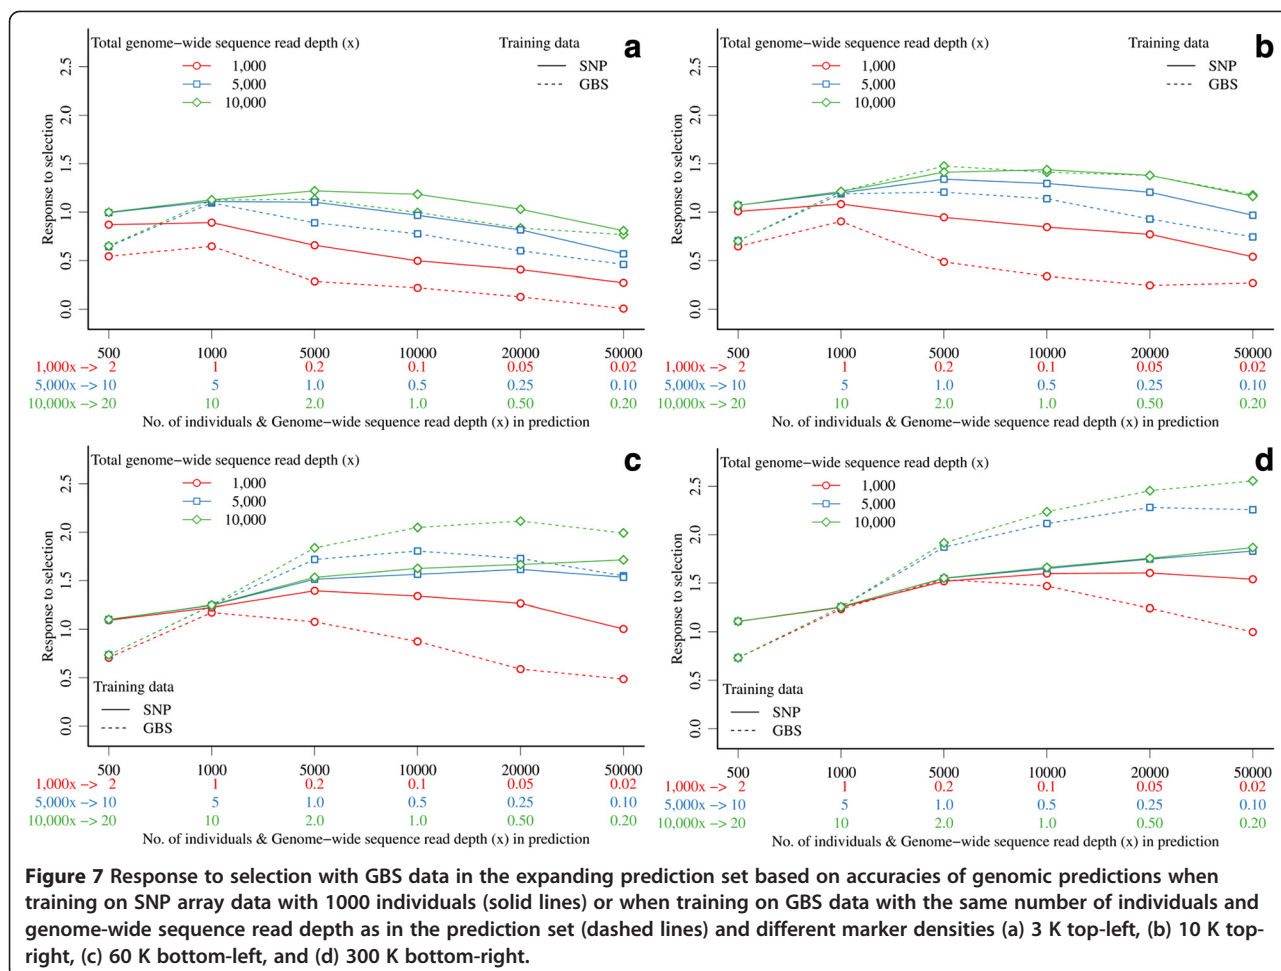 a
Total genome−wide sequence read depth (x)
1,000
5,000
10,000
Training data
SNP
GBS
Response to selection
2.5
2.0
1.5
1.0
0.5
0.0
500 1000 5000 10000 20000 50000
1,000x −> 2 1 0.2 0.1 0.05 0.02
5,000x −> 10 5 1.0 0.5 0.25 0.10
10,000x −> 20 10 2.0 1.0 0.50 0.20
No. of individuals & Genome−wide sequence read depth (x) in prediction
b
Total genome−wide sequence read depth (x)
1,000
5,000
10,000
Training data
SNP
GBS
Response to selection
2.5
2.0
1.5
1.0
0.5
0.0
500 1000 5000 10000 20000 50000
1,000x −> 2 1 0.2 0.1 0.05 0.02
5,000x −> 10 5 1.0 0.5 0.25 0.10
10,000x −> 20 10 2.0 1.0 0.50 0.20
No. of individuals & Genome−wide sequence read depth (x) in prediction
c
Total genome−wide sequence read depth (x)
1,000
5,000
10,000
Response to selection
2.5
2.0
1.5
1.0
0.5
0.0
Training data
SNP
GBS
500 1000 5000 10000 20000 50000
1,000x −> 2 1 0.2 0.1 0.05 0.02
5,000x −> 10 5 1.0 0.5 0.25 0.10
10,000x −> 20 10 2.0 1.0 0.50 0.20
No. of individuals & Genome−wide sequence read depth (x) in prediction
d
Total genome−wide sequence read depth (x)
1,000
5,000
10,000
Response to selection
2.5
2.0
1.5
1.0
0.5
0.0
Training data
SNP
GBS
500 1000 5000 10000 20000 50000
1,000x −> 2 1 0.2 0.1 0.05 0.02
5,000x −> 10 5 1.0 0.5 0.25 0.10
10,000x −> 20 10 2.0 1.0 0.50 0.20
No. of individuals & Genome−wide sequence read depth (x) in prediction
Figure 7 Response to selection with GBS data in the expanding prediction set based on accuracies of genomic predictions when
training on SNP array data with 1000 individuals (solid lines) or when training on GBS data with the same number of individuals and
genome-wide sequence read depth as in the prediction set (dashed lines) and different marker densities (a) 3 K top-left, (b) 10 K top-
right, (c) 60 K bottom-left, and (d) 300 K bottom-right.